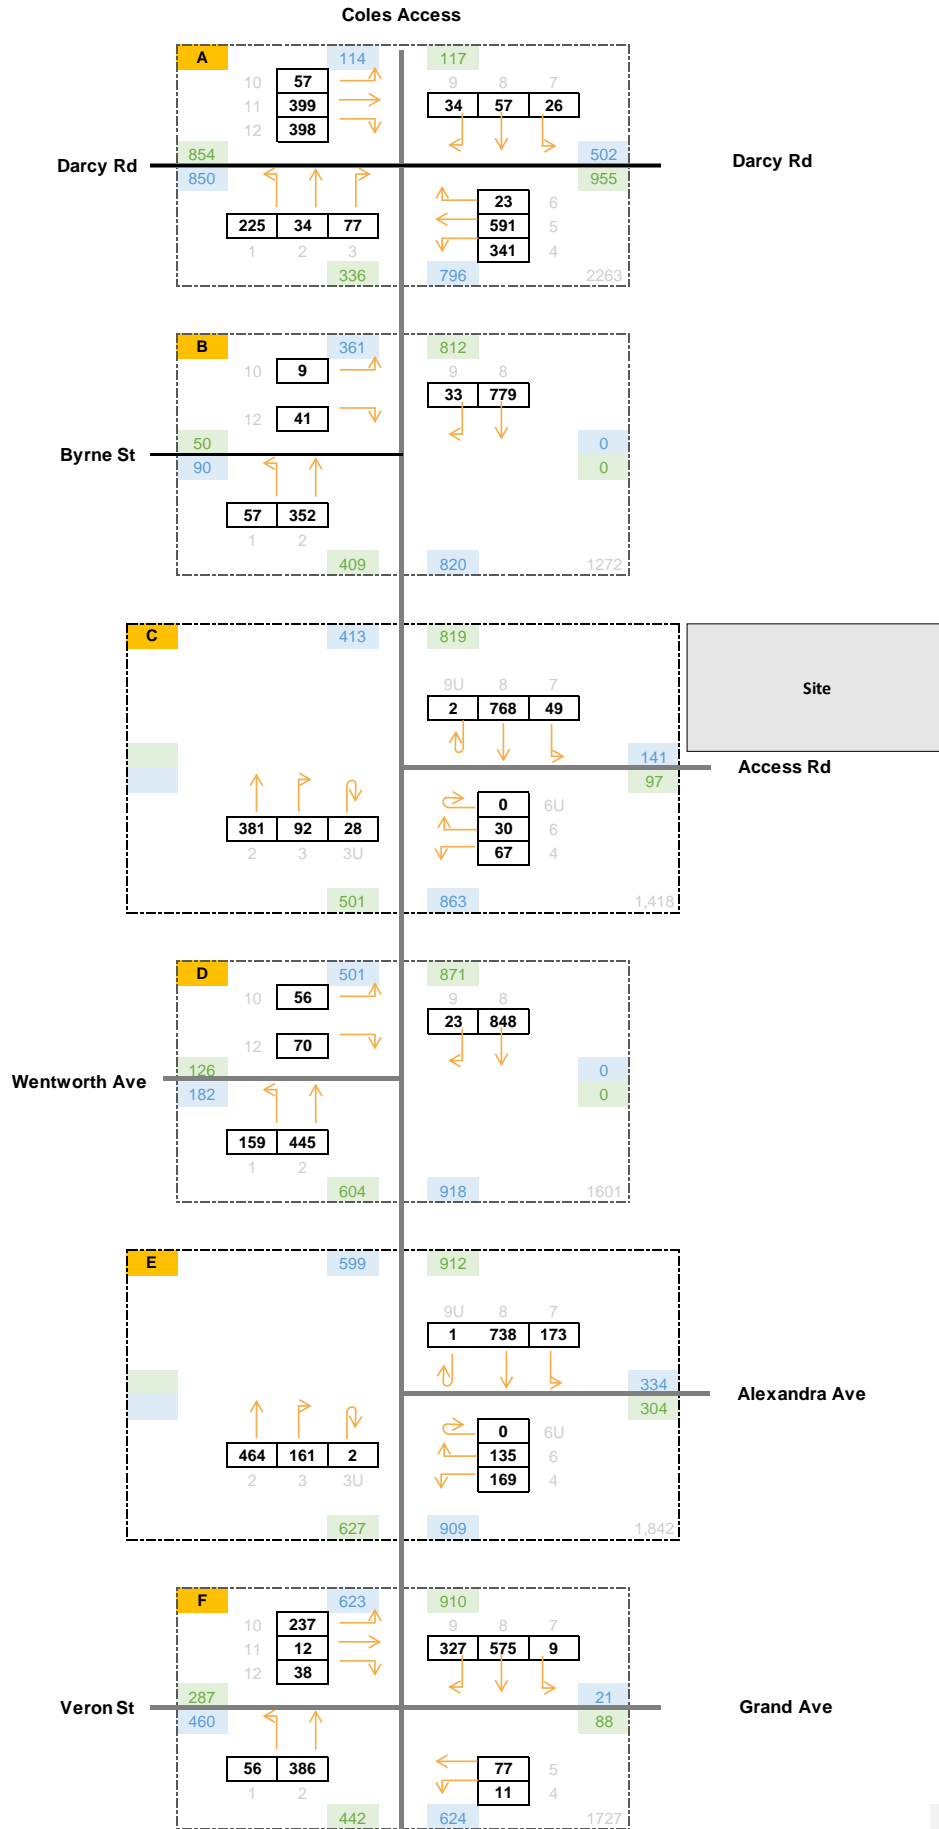 Coles Access
A 114 117
10 57 9 8 7
11 399 34 57 26
12 398
854 502
Darcy Rd Darcy Rd
850 955
23 6
225 34 77 591 5
1 2 3 341 4
336 796 2263
B 361 812
10 9 9 8
33 779
12 41
50 0
Byrne St
90 0
57 352
1 2
409 820 1272
C 413 819
9U 8 7
2 768 49
Site
141
Access Rd
97
0 6U
381 92 28 30 6
2 3 3U 67 4
501 863 1,418
D 501 871
10 56 9 8
23 848
12 70
126 0
Wentworth Ave
182 0
159 445
1 2
604 918 1601
E 599 912
9U 8 7
1 738 173
334
Alexandra Ave
304
0 6U
464 161 2 135 6
2 3 3U 169 4
627 909 1,842
F 623 910
10 237 9 8 7
11 12 327 575 9
12 38
287 21
Veron St Grand Ave
460 88
56 386 77 5
1 2 11 4
442 624 1727